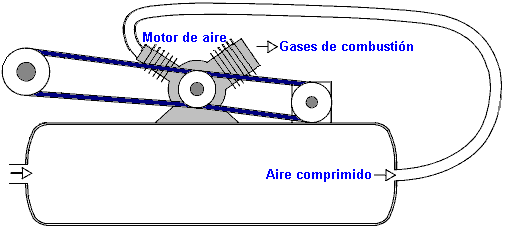 Motor de aire
Gases de combustión
Aire comprimido